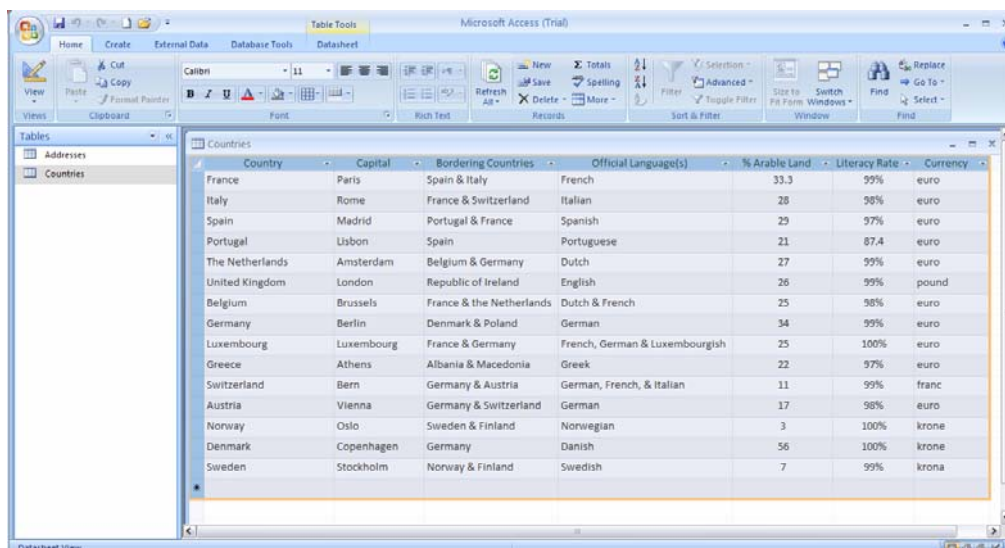 Table Tools Microsoft Access (Trial)
Home Create External Data Database Tools Datasheet
View Paste Cut Copy Format Painter
Calibri 11
B I U
Refresh All New Save Delete Totals Spelling More
Filter Selection Advanced Toggle Filter
Size to Fit Form Switch Windows
Find Replace Go To Select
Views Clipboard Font Rich Text Records Sort & Filter Window Find
Tables
Addresses
Countries
Countries
Country Capital Bordering Countries Official Language(s) % Arable Land Literacy Rate Currency
France Paris Spain & Italy French 33.3 99% euro
Italy Rome France & Switzerland Italian 28 98% euro
Spain Madrid Portugal & France Spanish 29 97% euro
Portugal Lisbon Spain Portuguese 21 87.4 euro
The Netherlands Amsterdam Belgium & Germany Dutch 27 99% euro
United Kingdom London Republic of Ireland English 26 99% pound
Belgium Brussels France & the Netherlands Dutch & French 25 98% euro
Germany Berlin Denmark & Poland German 34 99% euro
Luxembourg Luxembourg France & Germany French, German & Luxembourgish 25 100% euro
Greece Athens Albania & Macedonia Greek 22 97% euro
Switzerland Bern Germany & Austria German, French, & Italian 11 99% franc
Austria Vienna Germany & Switzerland German 17 98% euro
Norway Oslo Sweden & Finland Norwegian 3 100% krone
Denmark Copenhagen Germany Danish 56 100% krone
Sweden Stockholm Norway & Finland Swedish 7 99% krona
Datasheet View